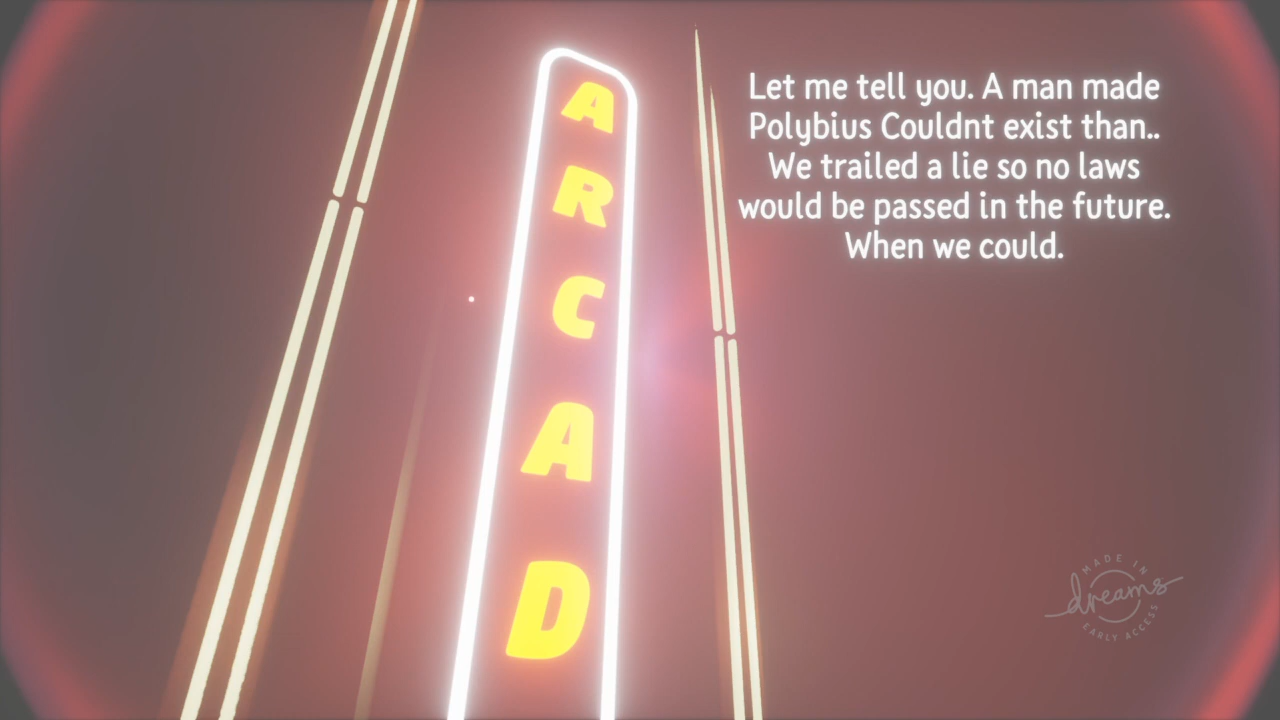 A
R
C
A
D
Let me tell you. A man made
Polybius Couldnt exist than..
We trailed a lie so no laws
would be passed in the future.
When we could.
MADE IN
dreams
EARLY ACCESS